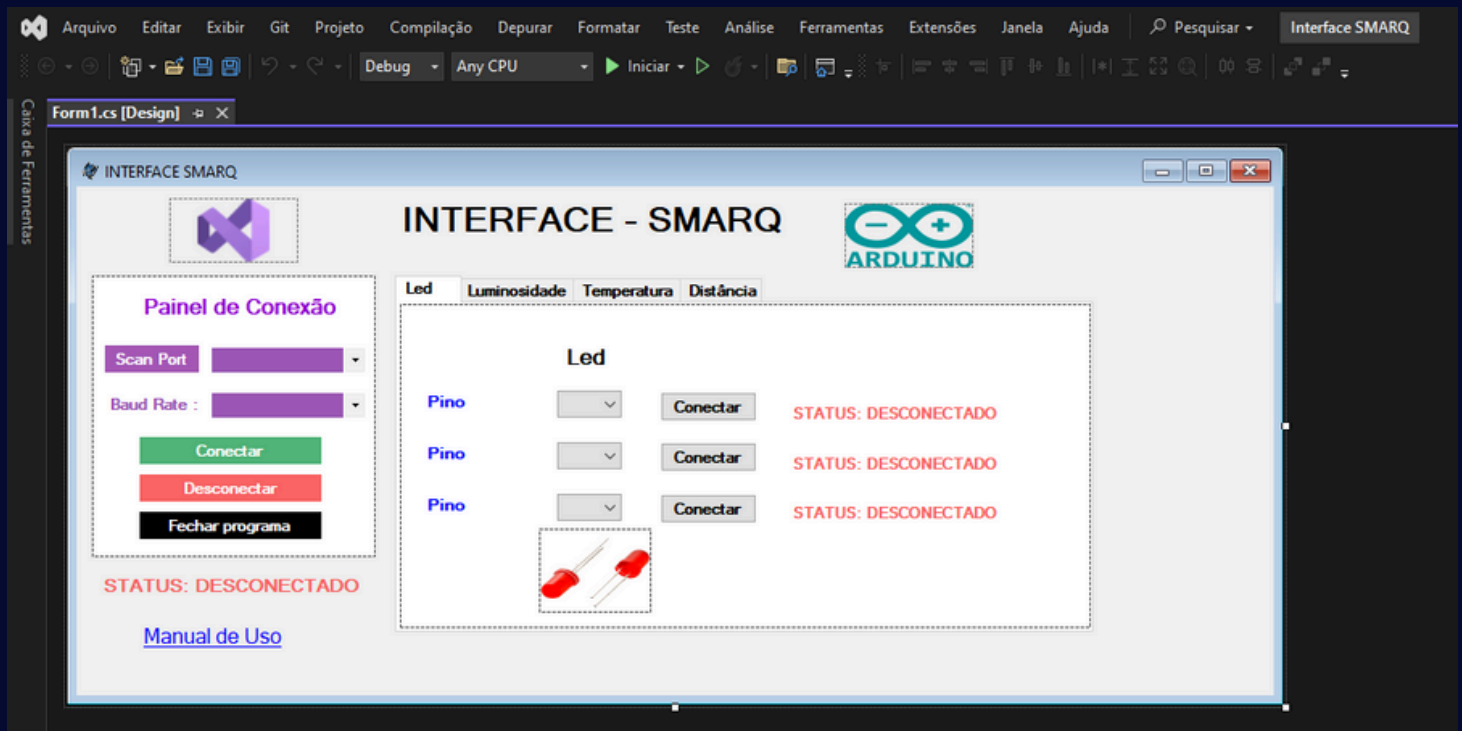 Arquivo Editar Exibir Git Projeto Compilação Depurar Formatar Teste Análise Ferramentas Extensões Janela Ajuda Pesquisar Interface SMARQ
Debug Any CPU Iniciar
Caixa de Ferramentas
Form1.cs [Design]
INTERFACE SMARQ
INTERFACE - SMARQ
ARDUINO
Painel de Conexão
Scan Port
Baud Rate :
Conectar
Desconectar
Fechar programa
STATUS: DESCONECTADO
Manual de Uso
Led Luminosidade Temperatura Distância
Led
Pino Conectar STATUS: DESCONECTADO
Pino Conectar STATUS: DESCONECTADO
Pino Conectar STATUS: DESCONECTADO